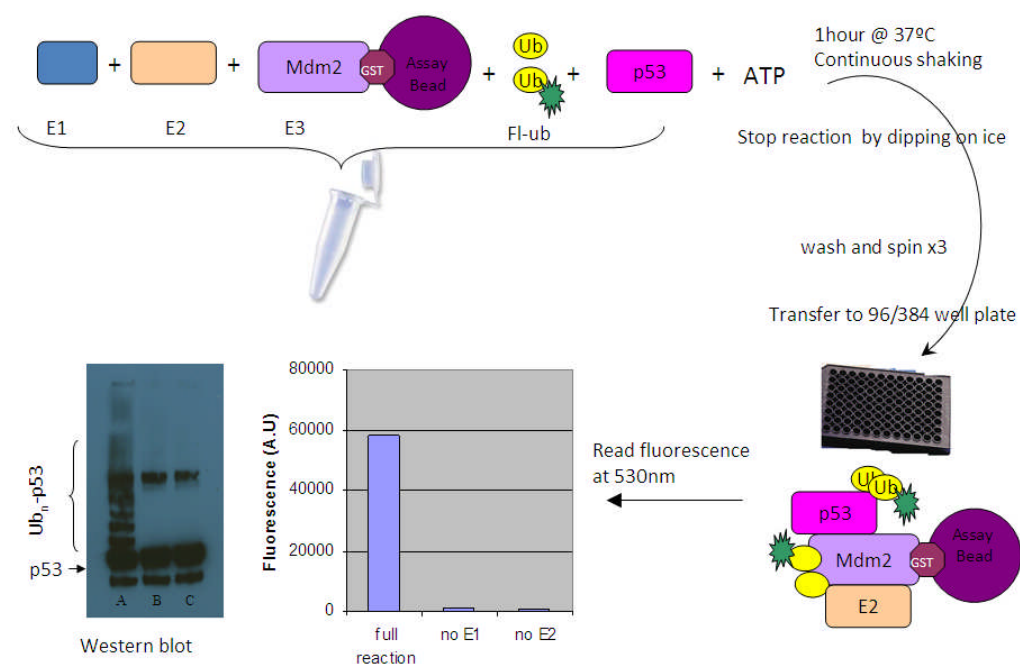 Mdm2
GST
Assay
Bead
Ub
Ub
p53
+ + + + + ATP
E1
E2
E3
Fl-ub
1hour @ 37ºC
Continuous shaking
Stop reaction by dipping on ice
wash and spin x3
Transfer to 96/384 well plate
Ubn-p53
p53
A B C
Western blot
Fluorescence (A.U)
80000
60000
40000
20000
0
full
reaction
no E1
no E2
Read fluorescence
at 530nm
Ub
Ub
p53
Mdm2
GST
Assay
Bead
E2